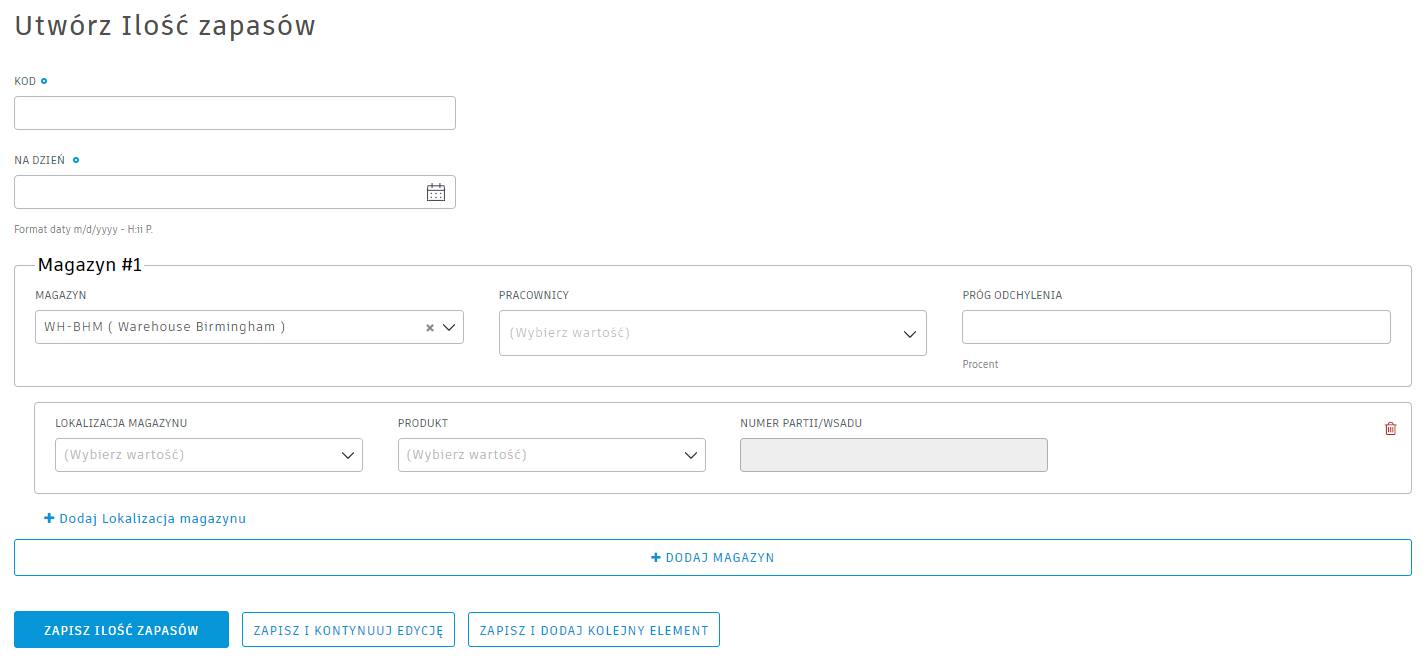 Utwórz Ilość zapasów
KOD
NA DZIEŃ
Format daty m/d/yyyy - H:ii P.
Magazyn #1
MAGAZYN PRACOWNICY PRÓG ODCHYLENIA
WH-BHM ( Warehouse Birmingham ) × (Wybierz wartość)
Procent
LOKALIZACJA MAGAZYNU PRODUKT NUMER PARTII/WSADU
(Wybierz wartość) (Wybierz wartość)
+ Dodaj Lokalizacja magazynu
+ DODAJ MAGAZYN
ZAPISZ ILOŚĆ ZAPASÓW ZAPISZ I KONTYNUUJ EDYCJĘ ZAPISZ I DODAJ KOLEJNY ELEMENT